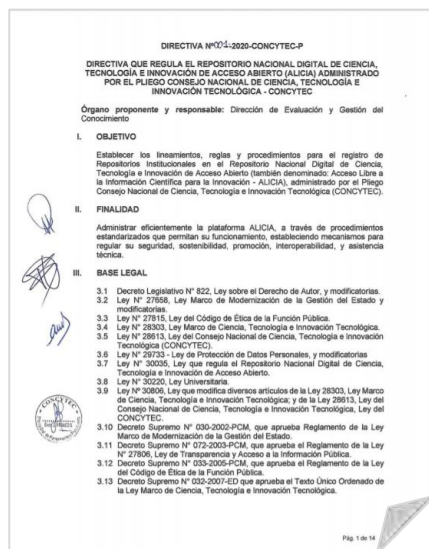 DIRECTIVA Nº001-2020-CONCYTEC-P
DIRECTIVA QUE REGULA EL REPOSITORIO NACIONAL DIGITAL DE CIENCIA,
TECNOLOGÍA E INNOVACIÓN DE ACCESO ABIERTO (ALICIA) ADMINISTRADO
POR EL PLIEGO CONSEJO NACIONAL DE CIENCIA, TECNOLOGÍA E
INNOVACIÓN TECNOLÓGICA - CONCYTEC
Órgano proponente y responsable: Dirección de Evaluación y Gestión del
Conocimiento
I. OBJETIVO
Establecer los lineamientos, reglas y procedimientos para el registro de
Repositorios Institucionales en el Repositorio Nacional Digital de Ciencia,
Tecnología e Innovación de Acceso Abierto (también denominado: Acceso Libre a
la Información Científica para la Innovación - ALICIA), administrado por el Pliego
Consejo Nacional de Ciencia, Tecnología e Innovación Tecnológica (CONCYTEC).
II. FINALIDAD
Administrar eficientemente la plataforma ALICIA, a través de procedimientos
estandarizados que permitan su funcionamiento, estableciendo mecanismos para
regular su seguridad, sostenibilidad, promoción, interoperabilidad, y asistencia
técnica.
III. BASE LEGAL
3.1 Decreto Legislativo N° 822, Ley sobre el Derecho de Autor, y modificatorias.
3.2 Ley N° 27658, Ley Marco de Modernización de la Gestión del Estado y
modificatorias.
3.3 Ley N° 27815, Ley del Código de Ética de la Función Pública.
3.4 Ley N° 28303, Ley Marco de Ciencia, Tecnología e Innovación Tecnológica.
3.5 Ley N° 28613, Ley del Consejo Nacional de Ciencia, Tecnología e Innovación
Tecnológica (CONCYTEC).
3.6 Ley N° 29733 - Ley de Protección de Datos Personales, y modificatorias
3.7 Ley N° 30035, Ley que regula el Repositorio Nacional Digital de Ciencia,
Tecnología e Innovación de Acceso Abierto.
3.8 Ley N° 30220, Ley Universitaria.
3.9 Ley N° 30806, Ley que modifica diversos artículos de la Ley 28303, Ley Marco
de Ciencia, Tecnología e Innovación Tecnológica; y de la Ley 28613, Ley del
Consejo Nacional de Ciencia, Tecnología e Innovación Tecnológica, Ley del
CONCYTEC.
3.10 Decreto Supremo N° 030-2002-PCM, que aprueba Reglamento de la Ley
Marco de Modernización de la Gestión del Estado.
3.11 Decreto Supremo N° 072-2003-PCM, que aprueba el Reglamento de la Ley
N° 27806, Ley de Transparencia y Acceso a la Información Pública.
3.12 Decreto Supremo N° 033-2005-PCM, que aprueba el Reglamento de la Ley
del Código de Ética de la Función Pública.
3.13 Decreto Supremo N° 032-2007-ED que aprueba el Texto Único Ordenado de
la Ley Marco de Ciencia, Tecnología e Innovación Tecnológica.
CONCYTEC
Pág. 1 de 14